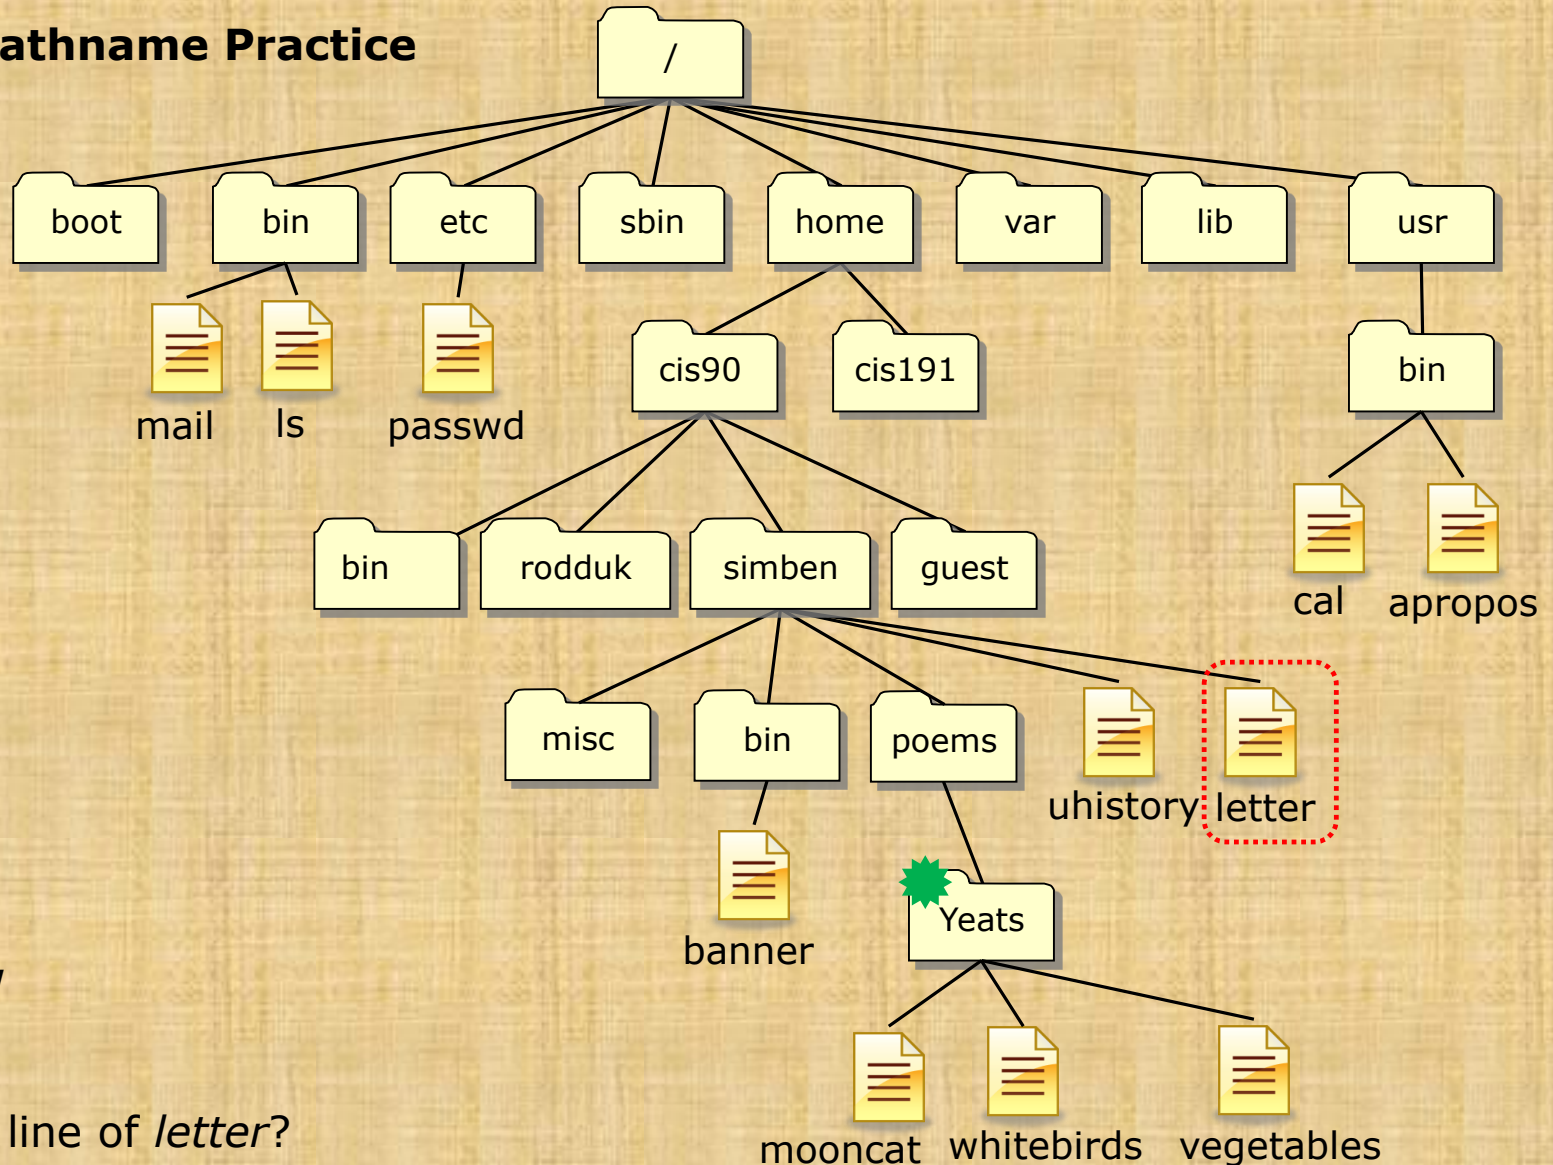 athname Practice
/
boot bin etc sbin home var lib usr
mail ls passwd
cis90 cis191 bin
cal apropos
bin rodduk simben guest
misc bin poems
uhistory letter
banner
Yeats
line of letter?
mooncat whitebirds vegetables